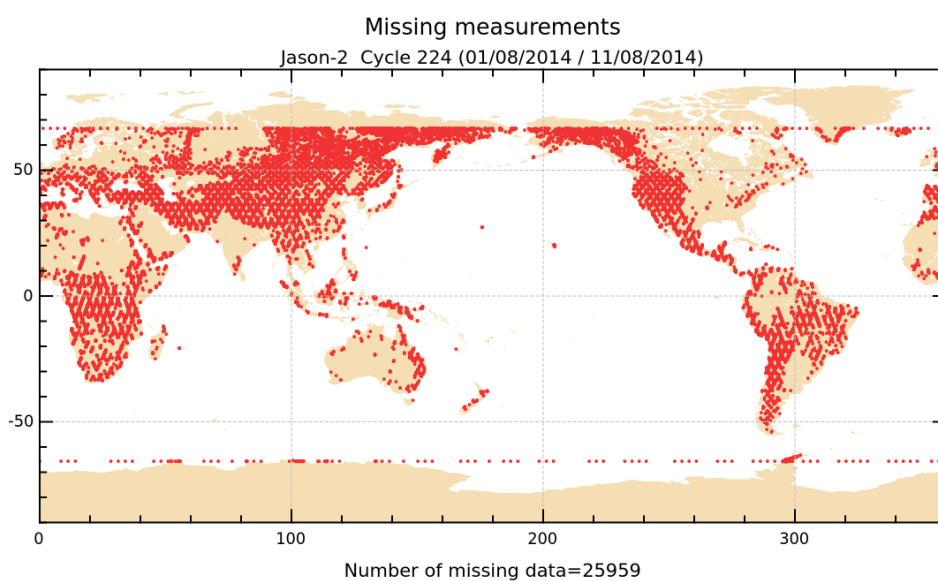 Missing measurements
Jason-2 Cycle 224 (01/08/2014 / 11/08/2014)
50
0
-50
0 100 200 300
Number of missing data=25959